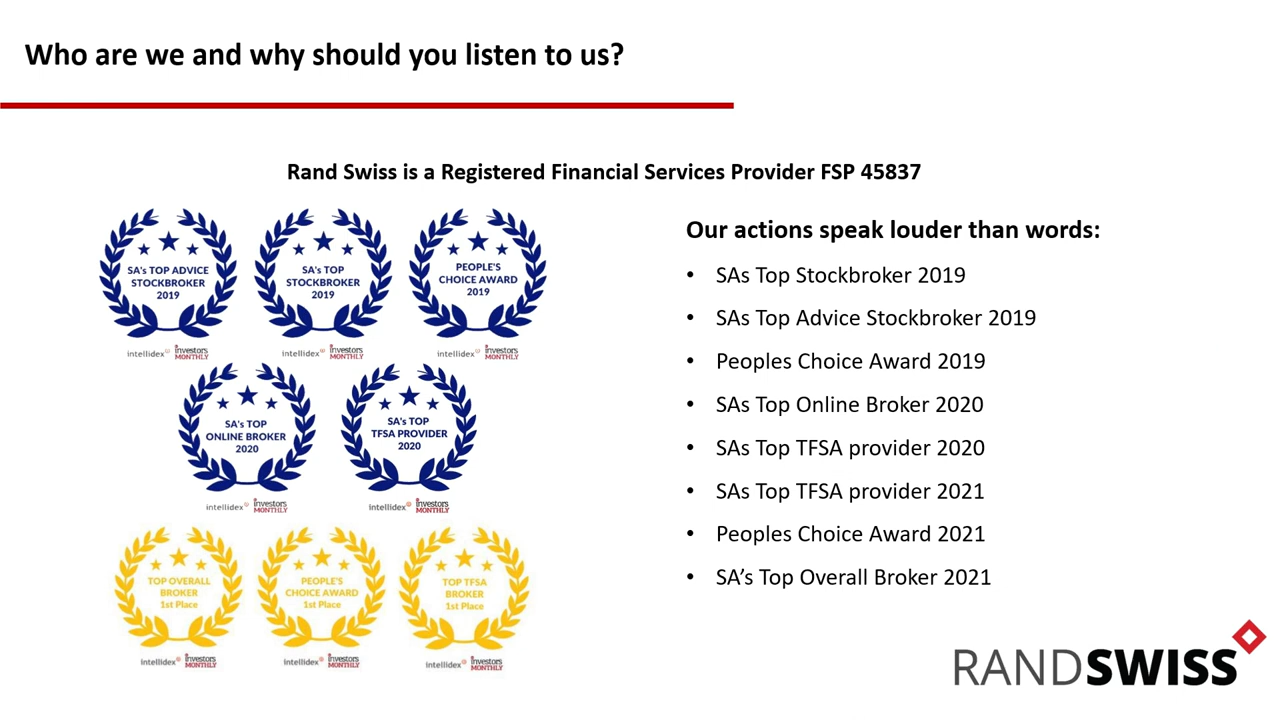 Who are we and why should you listen to us?
Rand Swiss is a Registered Financial Services Provider FSP 45837
SA's TOP ADVICE
STOCKBROKER
2019
intellidex
Investors
MONTHLY
SA's TOP
STOCKBROKER
2019
intellidex
Investors
MONTHLY
PEOPLE'S
CHOICE AWARD
2019
intellidex
Investors
MONTHLY
SA's TOP
ONLINE BROKER
2020
intellidex
Investors
MONTHLY
SA's TOP
TFSA PROVIDER
2020
intellidex
Investors
MONTHLY
TOP OVERALL
BROKER
1st Place
intellidex
Investors
MONTHLY
PEOPLE'S
CHOICE AWARD
1st Place
intellidex
Investors
MONTHLY
TOP TFSA
BROKER
1st Place
intellidex
Investors
MONTHLY
Our actions speak louder than words:
• SAs Top Stockbroker 2019
• SAs Top Advice Stockbroker 2019
• Peoples Choice Award 2019
• SAs Top Online Broker 2020
• SAs Top TFSA provider 2020
• SAs Top TFSA provider 2021
• Peoples Choice Award 2021
• SA’s Top Overall Broker 2021
RANDSWISS